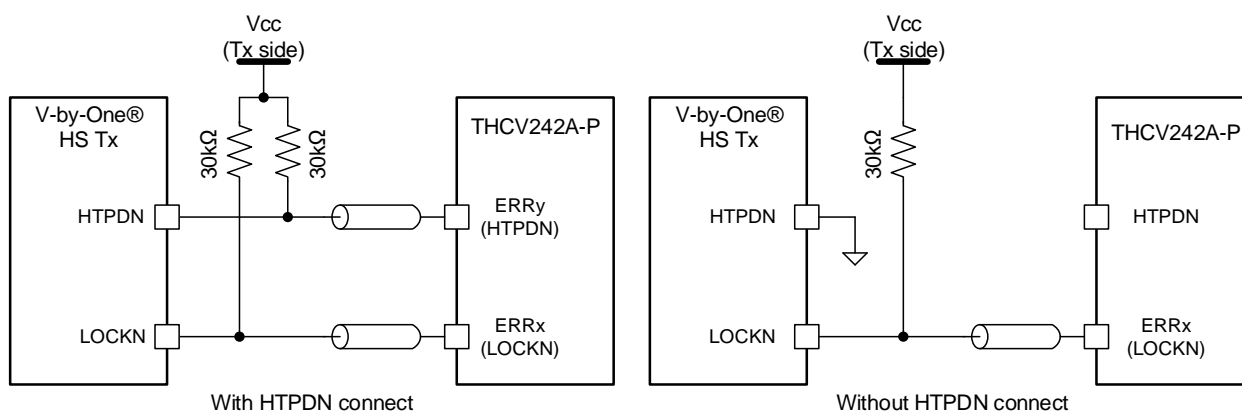 Vcc
(Tx side)
V-by-One®
HS Tx
30kΩ
30kΩ
THCV242A-P
HTPDN
ERRy
(HTPDN)
LOCKN
ERRx
(LOCKN)
With HTPDN connect
Vcc
(Tx side)
V-by-One®
HS Tx
30kΩ
THCV242A-P
HTPDN
HTPDN
LOCKN
ERRx
(LOCKN)
Without HTPDN connect